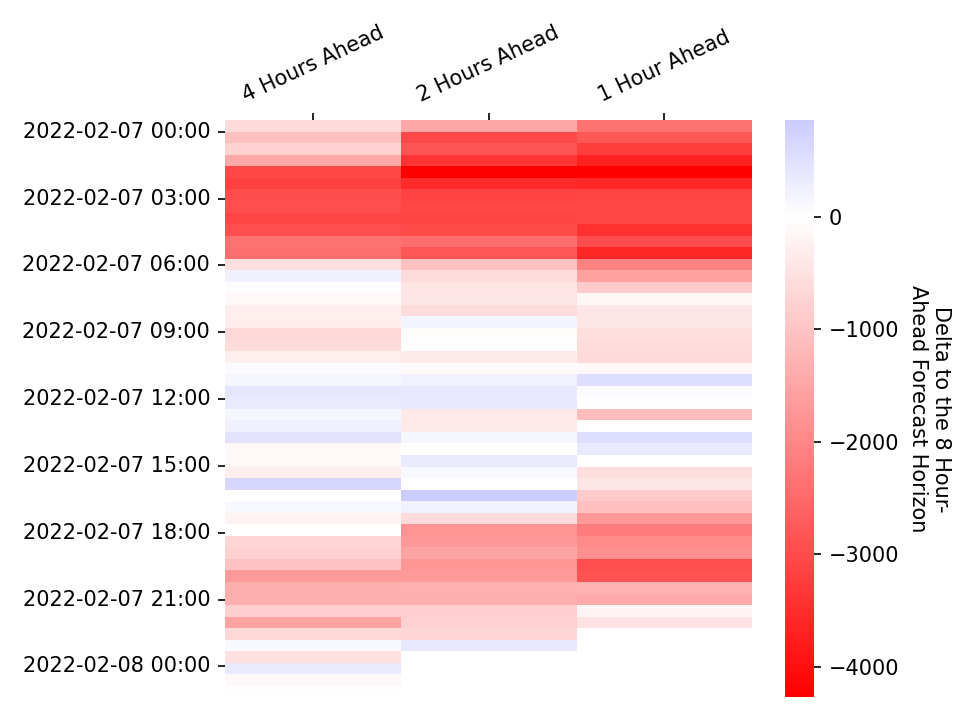 4 Hours Ahead
2 Hours Ahead
1 Hour Ahead
2022-02-07 00:00
2022-02-07 03:00
2022-02-07 06:00
2022-02-07 09:00
2022-02-07 12:00
2022-02-07 15:00
2022-02-07 18:00
2022-02-07 21:00
2022-02-08 00:00
0
−1000
−2000
−3000
−4000
Delta to the 8 Hour-
Ahead Forecast Horizon